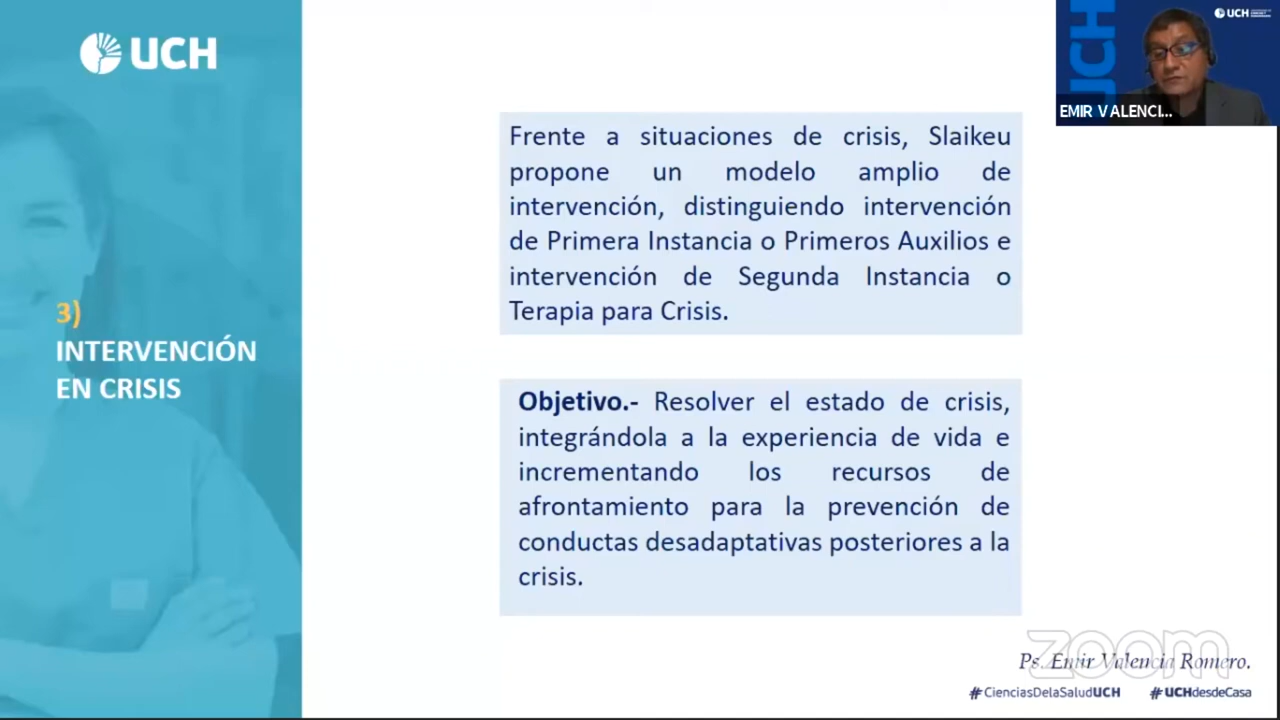 UCH
UCH
UCH
EMIR VALENCI...
Frente a situaciones de crisis, Slaikeu
propone un modelo amplio de
intervención, distinguiendo intervención
de Primera Instancia o Primeros Auxilios e
intervención de Segunda Instancia o
Terapia para Crisis.
3)
INTERVENCIÓN
EN CRISIS
Objetivo.- Resolver el estado de crisis,
integrándola a la experiencia de vida e
incrementando los recursos de
afrontamiento para la prevención de
conductas desadaptativas posteriores a la
crisis.
zoom
Ps. Emir Valencia Romero.
#CienciasDelaSaludUCH #UCHdesdeCasa